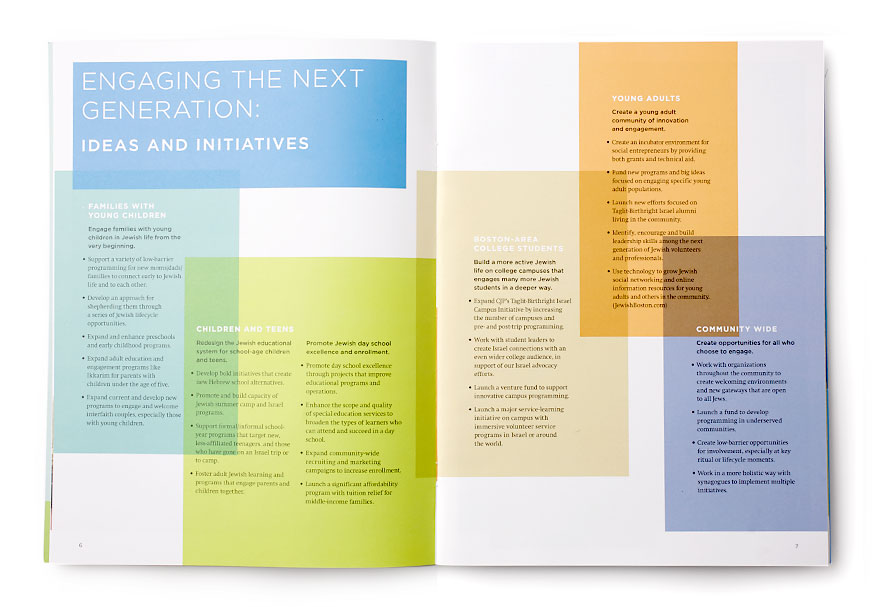 ENGAGING THE NEXT
GENERATION:
IDEAS AND INITIATIVES
FAMILIES WITH
YOUNG CHILDREN
Engage families with young
children in Jewish life from the
very beginning.
• Support a variety of low-barrier
programming for new moms/dads/
families to connect early to Jewish
life and to each other.
• Develop an approach for
shepherding them through
a series of Jewish lifecycle
opportunities.
• Expand and enhance preschools
and early childhood programs.
• Expand adult education and
engagement programs like
Ikkarim for parents with
children under the age of five.
• Expand current and develop new
programs to engage and welcome
interfaith couples, especially those
with young children.
CHILDREN AND TEENS
Redesign the Jewish educational
system for school-age children
and teens.
• Develop bold initiatives that create
new Hebrew school alternatives.
• Promote and build capacity of
Jewish summer camp and Israel
programs.
• Support formal/informal school-
year programs that target new,
less-affiliated teenagers, and those
who have gone on an Israel trip or
to camp.
• Foster adult Jewish learning and
programs that engage parents and
children together.
Promote Jewish day school
excellence and enrollment.
• Promote day school excellence
through projects that improve
educational programs and
operations.
• Enhance the scope and quality
of special education services to
broaden the types of learners who
can attend and succeed in a day
school.
• Expand community-wide
recruiting and marketing
campaigns to increase enrollment.
• Launch a significant affordability
program with tuition relief for
middle-income families.
6
BOSTON-AREA
COLLEGE STUDENTS
Build a more active Jewish
life on college campuses that
engages many more Jewish
students in a deeper way.
• Expand CJP's Taglit-Birthright Israel
Campus Initiative by increasing
the number of campuses and
pre- and post-trip programming.
• Work with student leaders to
create Israel connections with an
even wider college audience, in
support of our Israel advocacy
efforts.
• Launch a venture fund to support
innovative campus programming.
• Launch a major service-learning
initiative on campus with
immersive volunteer service
programs in Israel or around
the world.
YOUNG ADULTS
Create a young adult
community of innovation
and engagement.
• Create an incubator environment for
social entrepreneurs by providing
both grants and technical aid.
• Fund new programs and big ideas
focused on engaging specific young
adult populations.
• Launch new efforts focused on
Taglit-Birthright Israel alumni
living in the community.
• Identify, encourage and build
leadership skills among the next
generation of Jewish volunteers
and professionals.
• Use technology to grow Jewish
social networking and online
information resources for young
adults and others in the community.
(JewishBoston.com)
COMMUNITY WIDE
Create opportunities for all who
choose to engage.
• Work with organizations
throughout the community to
create welcoming environments
and new gateways that are open
to all Jews.
• Launch a fund to develop
programming in underserved
communities.
• Create low-barrier opportunities
for involvement, especially at key
ritual or lifecycle moments.
• Work in a more holistic way with
synagogues to implement multiple
initiatives.
7